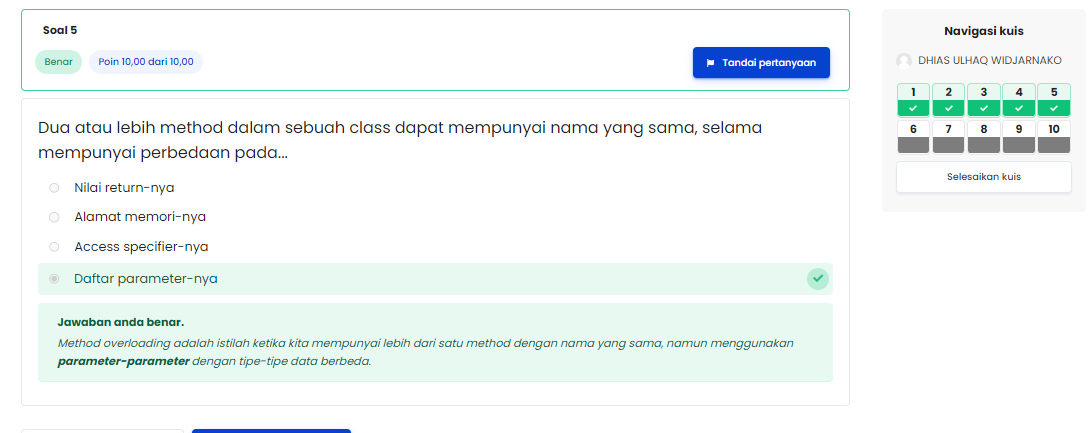 Soal 5
Benar
Poin 10,00 dari 10,00
Tandai pertanyaan
Dua atau lebih method dalam sebuah class dapat mempunyai nama yang sama, selama
mempunyai perbedaan pada...
Nilai return-nya
Alamat memori-nya
Access specifier-nya
Daftar parameter-nya
Jawaban anda benar.
Method overloading adalah istilah ketika kita mempunyai lebih dari satu method dengan nama yang sama, namun menggunakan
parameter-parameter dengan tipe-tipe data berbeda.
Navigasi kuis
DHIAS ULHAQ WIDJARNAKO
1 2 3 4 5
6 7 8 9 10
Selesaikan kuis